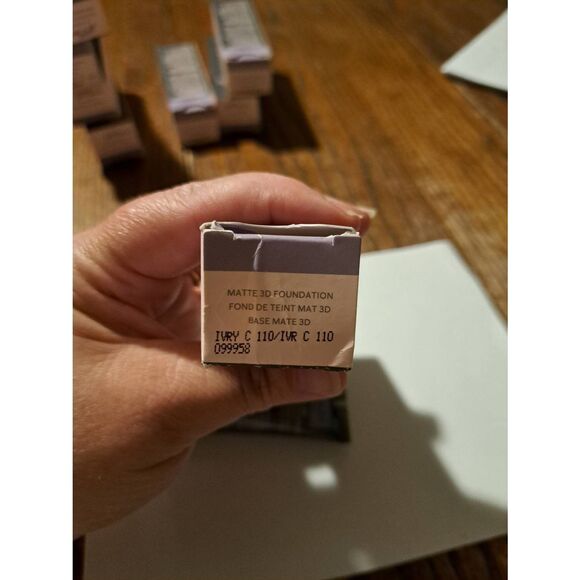 MATTE 3D FOUNDATION
FOND DE TEINT MAT 3D
BASE MATE 3D
IVRY C 110/IVR C 110
099958